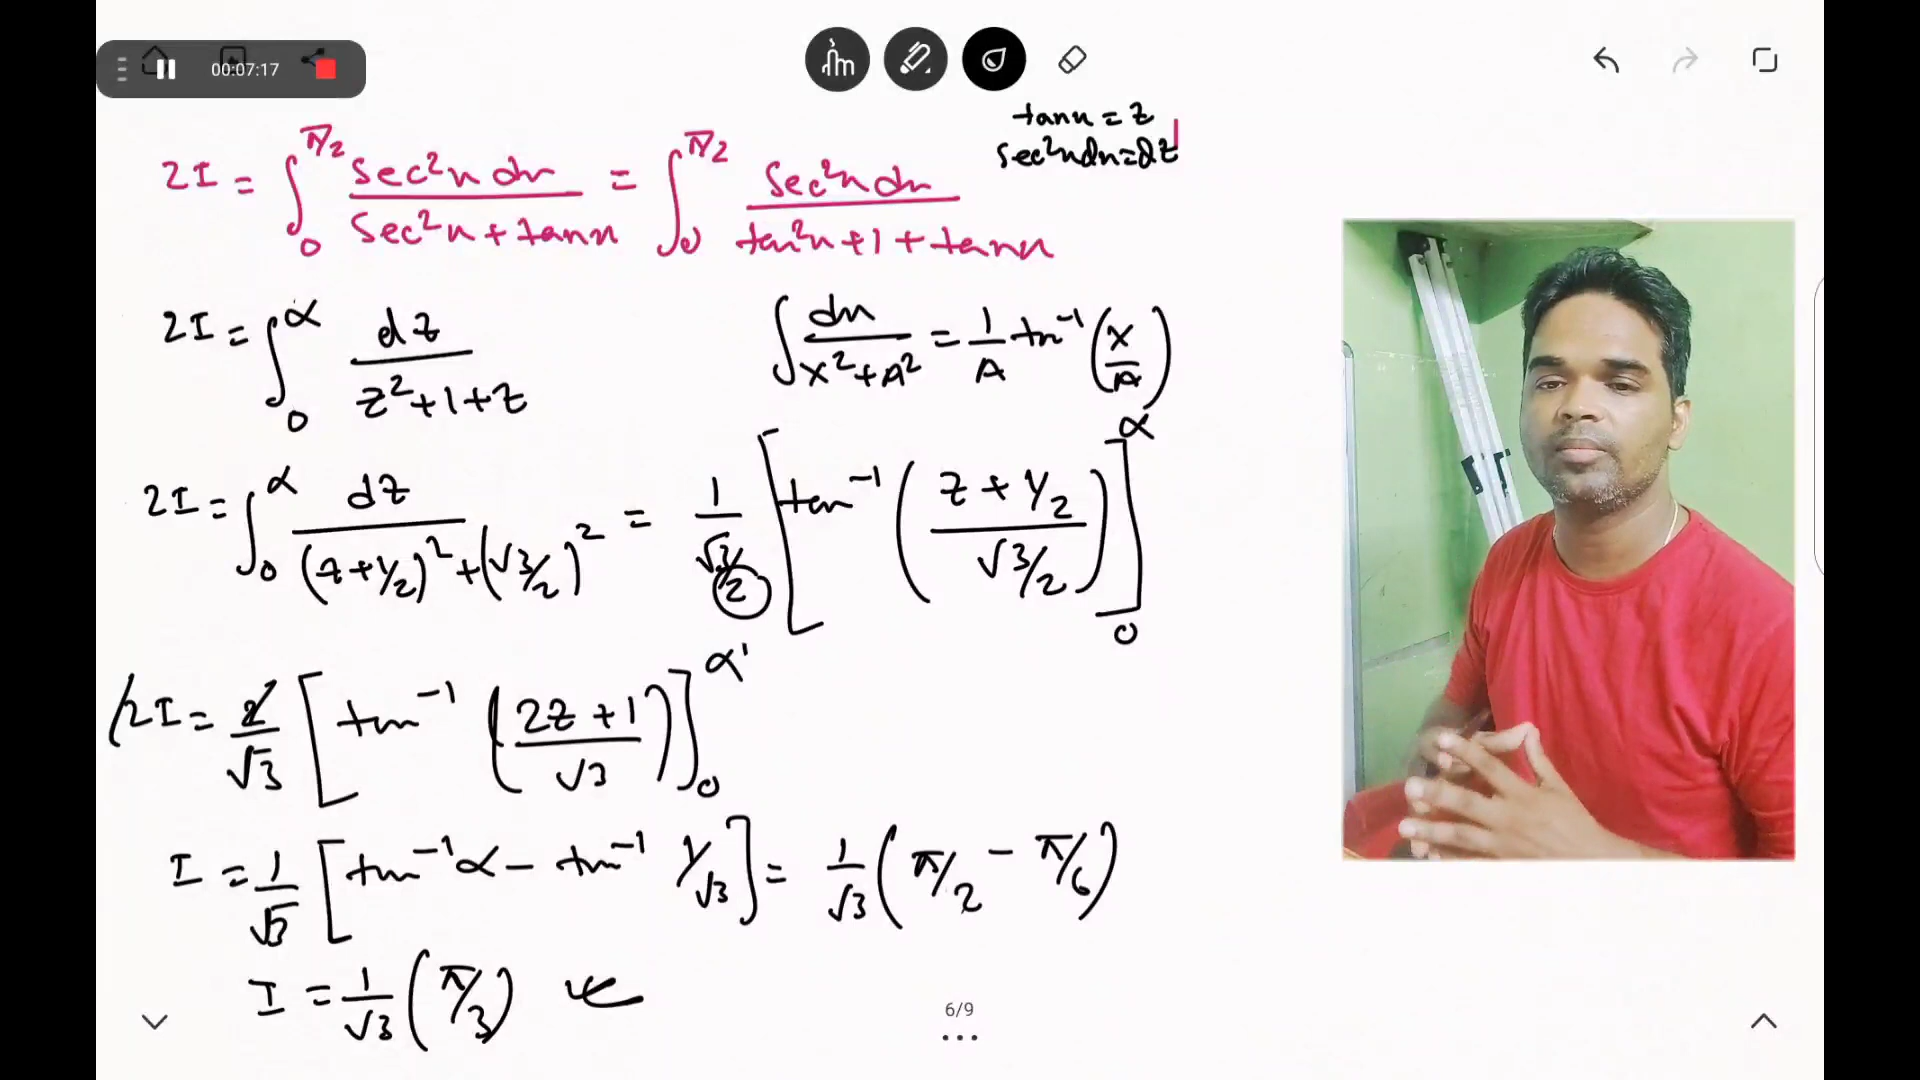 00:07:17
tanx = z
sec²x dx = dz
2I = ∫₀^π/2 sec²x dx / (sec²x + tanx) = ∫₀^π/2 sec²x dx / (tan²x + 1 + tanx)
2I = ∫₀^α dz / (z² + 1 + z)
∫ dx / (x² + A²) = 1/A tn⁻¹ (x/A)
2I = ∫₀^α dz / ((z + 1/2)² + (√3/2)²) = 1/(√3/2) [tan⁻¹ ((z + 1/2) / (√3/2))]₀^α
2I = 2/√3 [tan⁻¹ ((2z + 1)/√3)]₀^α
I = 1/√3 [tan⁻¹ α – tan⁻¹ 1/√3] = 1/√3 (π/2 – π/6)
I = 1/√3 (π/3)
6/9